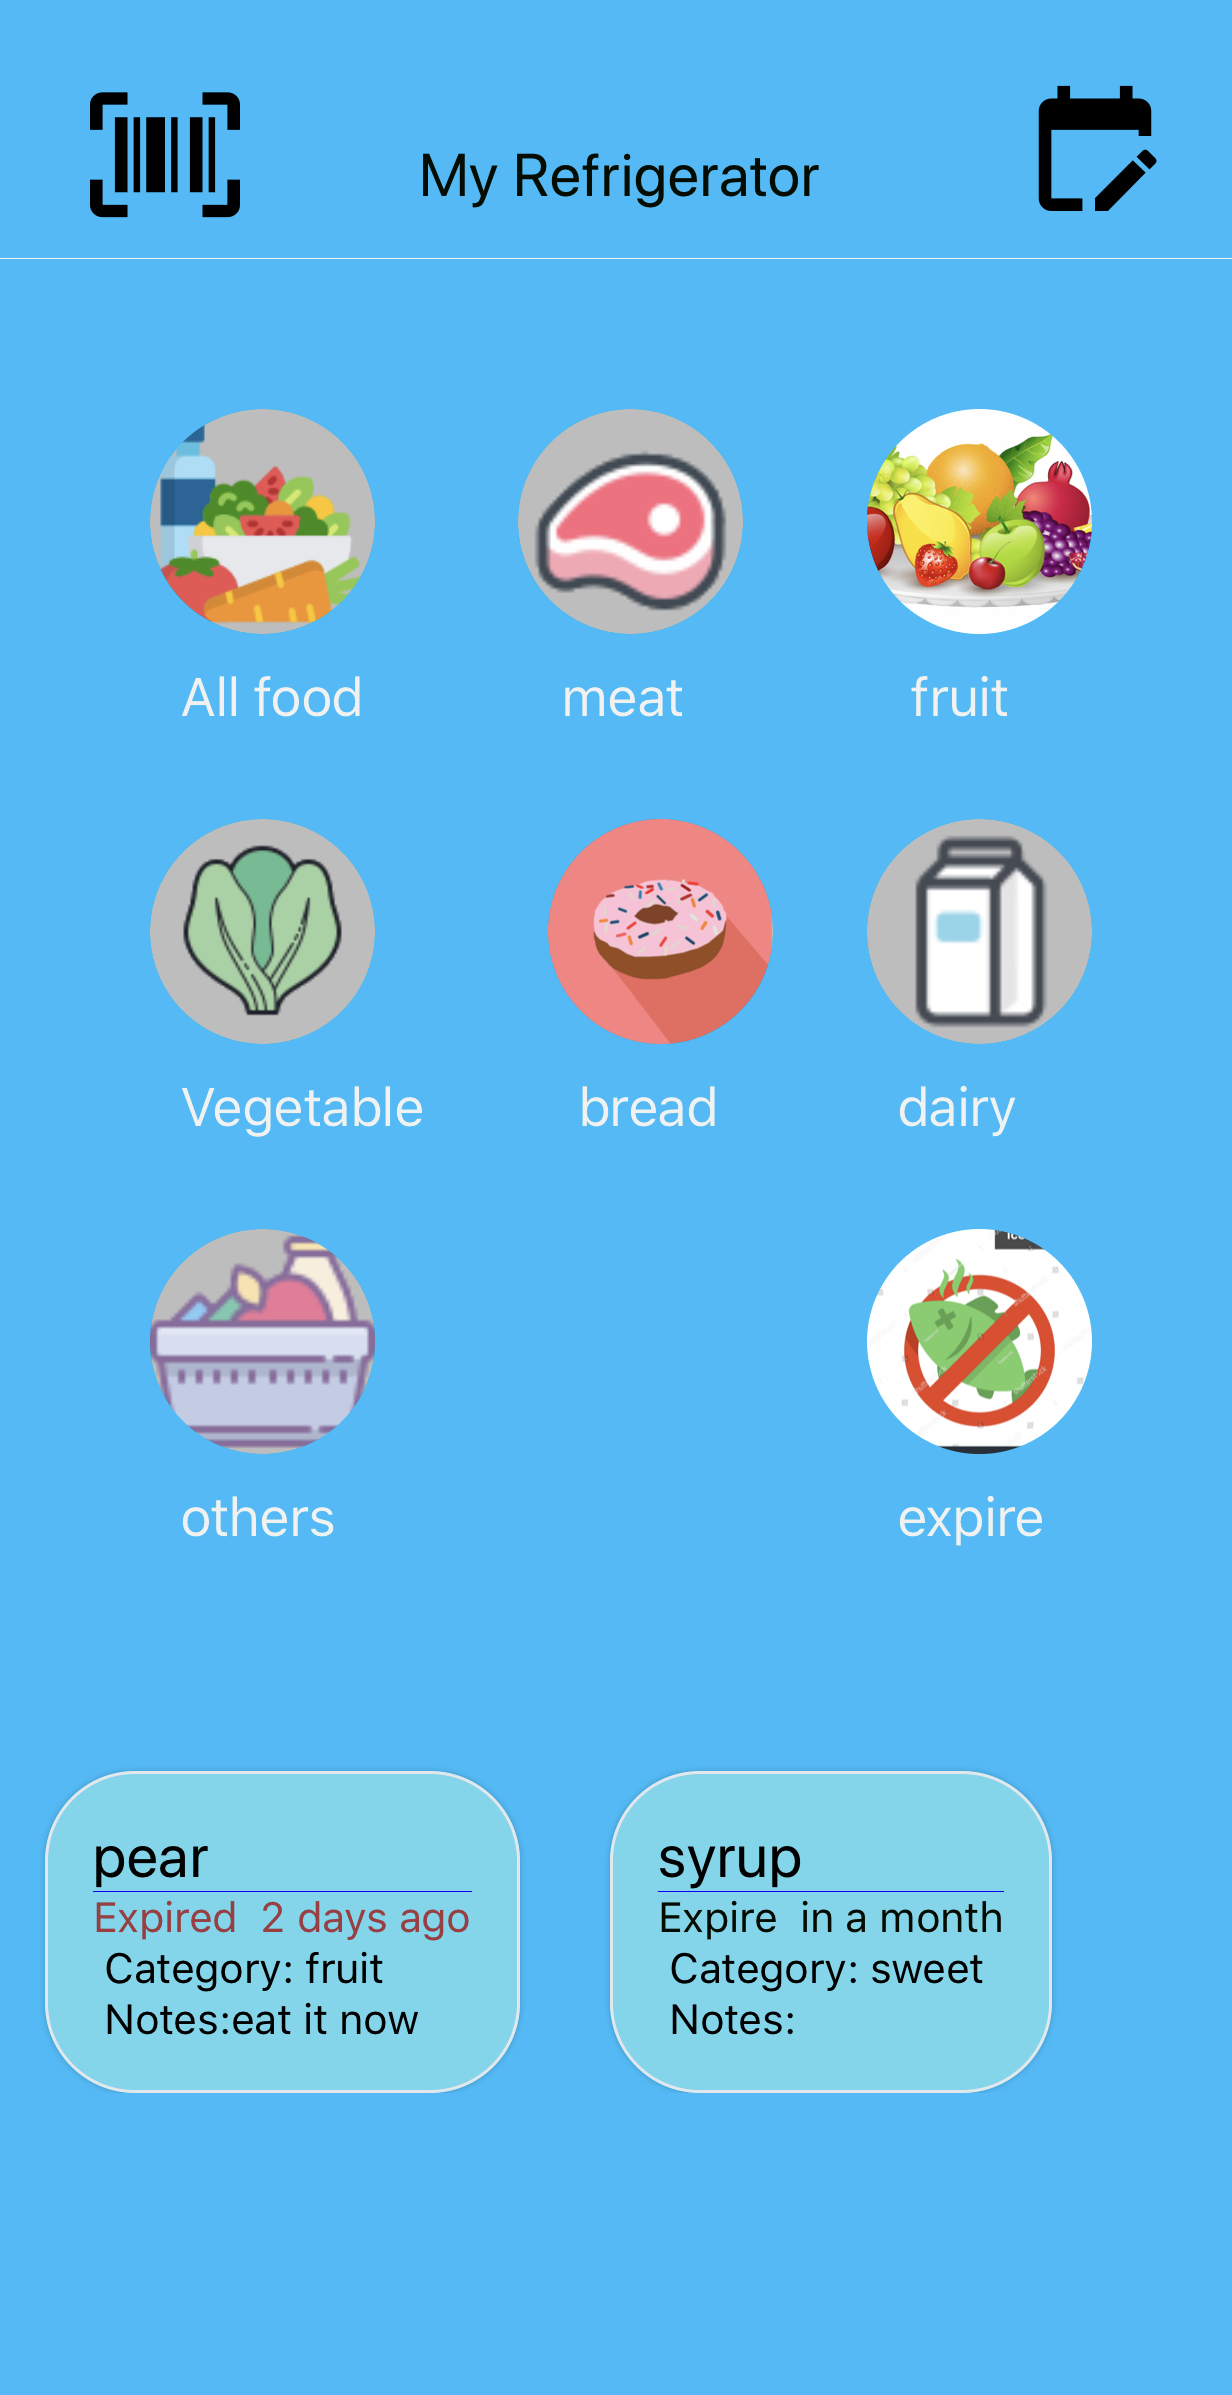 My Refrigerator
All food
meat
fruit
Vegetable
bread
dairy
others
expire
pear
Expired  2 days ago
Category: fruit
Notes:eat it now
syrup
Expire  in a month
Category: sweet
Notes: